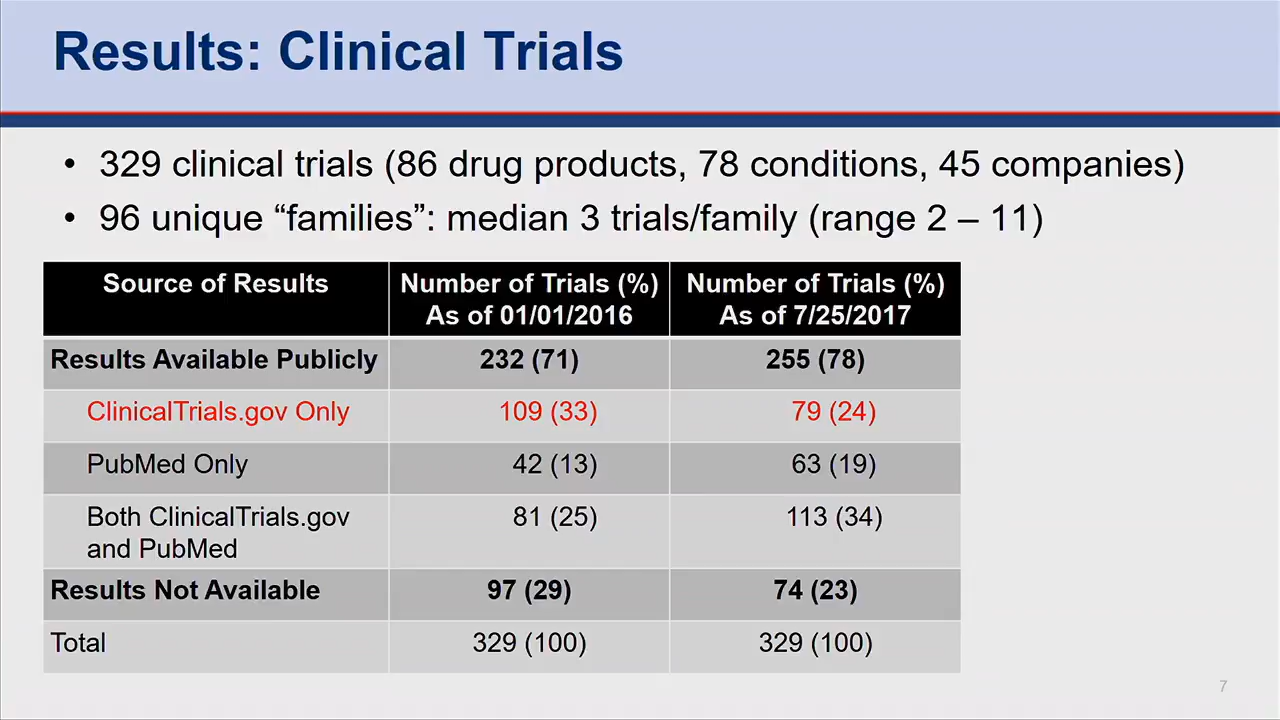 Results: Clinical Trials
• 329 clinical trials (86 drug products, 78 conditions, 45 companies)
• 96 unique “families”: median 3 trials/family (range 2 – 11)
Source of Results Number of Trials (%) As of 01/01/2016 Number of Trials (%) As of 7/25/2017
Results Available Publicly 232 (71) 255 (78)
ClinicalTrials.gov Only 109 (33) 79 (24)
PubMed Only 42 (13) 63 (19)
Both ClinicalTrials.gov and PubMed 81 (25) 113 (34)
Results Not Available 97 (29) 74 (23)
Total 329 (100) 329 (100)
7